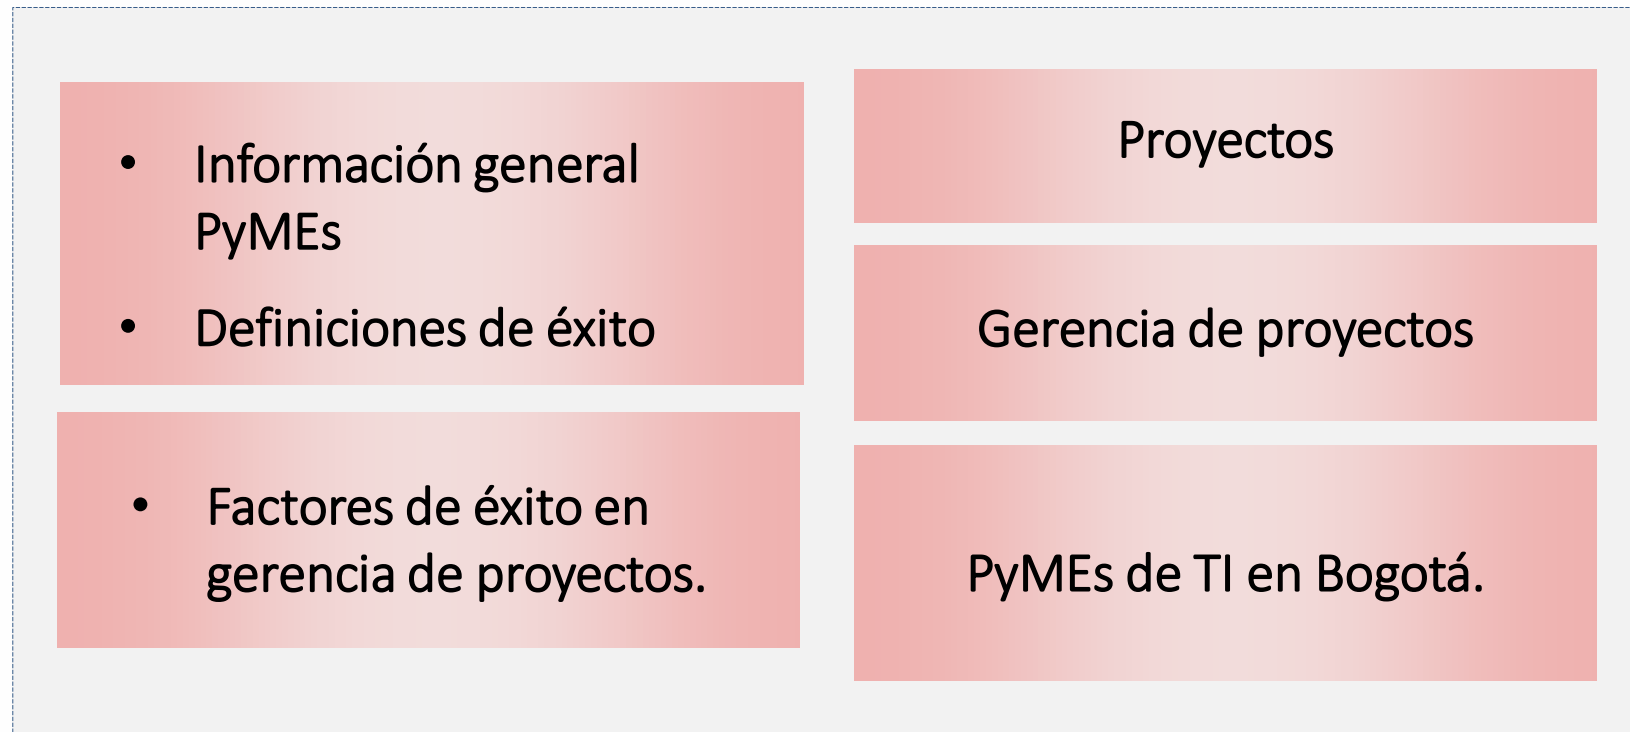 • Información general
PyMEs
• Definiciones de éxito
• Factores de éxito en
gerencia de proyectos.
Proyectos
Gerencia de proyectos
PyMEs de TI en Bogotá.